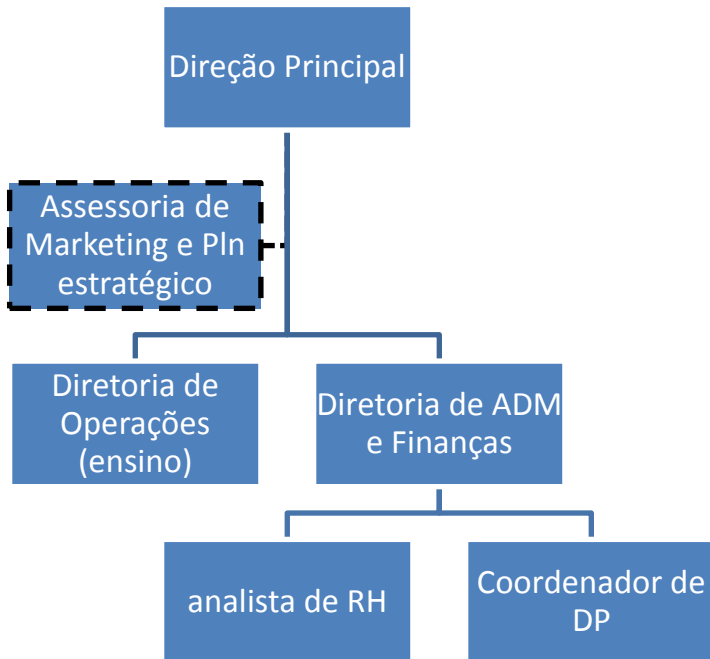 Direção Principal
Assessoria de
Marketing e Pln
estratégico
Diretoria de
Operações
(ensino)
Diretoria de ADM
e Finanças
analista de RH
Coordenador de
DP